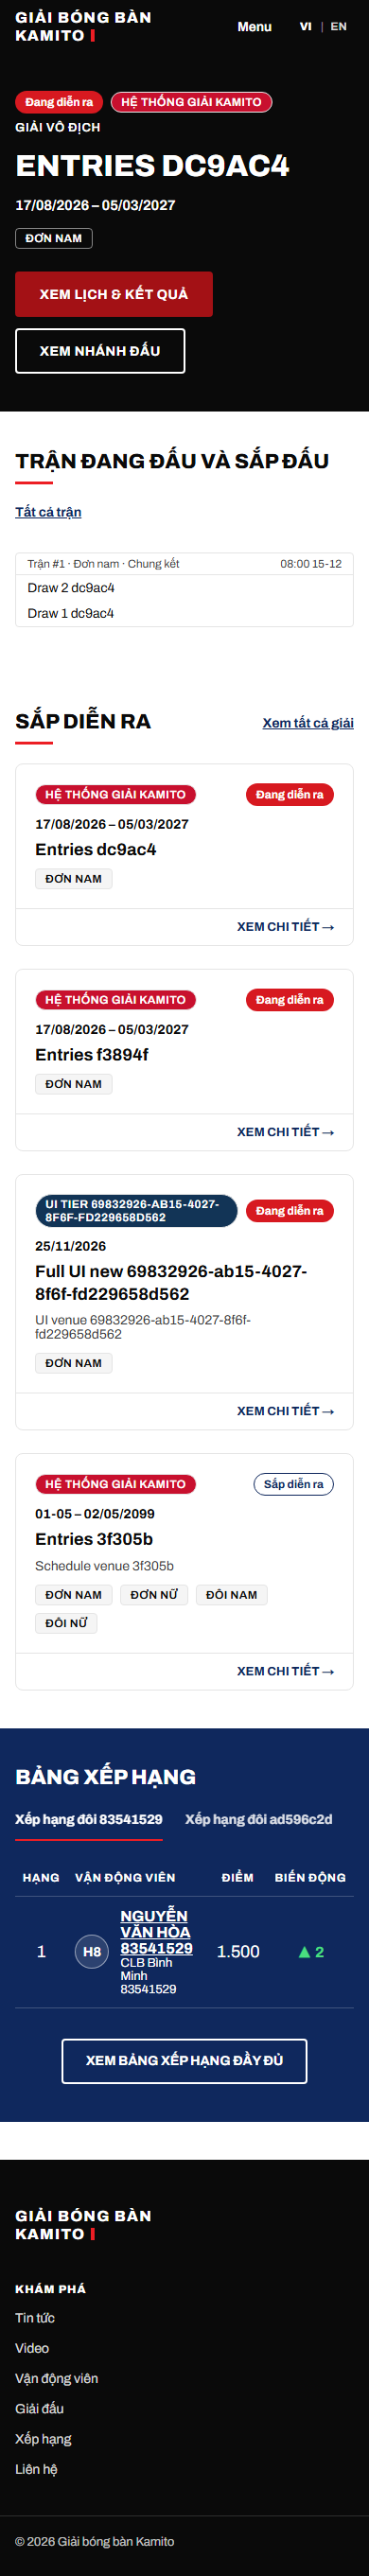 GIẢI BÓNG BÀN
KAMITO
Menu
VI | EN
Đang diễn ra
HỆ THỐNG GIẢI KAMITO
GIẢI VÔ ĐỊCH
ENTRIES DC9AC4
17/08/2026 – 05/03/2027
ĐƠN NAM
XEM LỊCH & KẾT QUẢ
XEM NHÁNH ĐẤU
TRẬN ĐANG ĐẤU VÀ SẮP ĐẤU
Tất cả trận
Trận #1 · Đơn nam · Chung kết
08:00 15-12
Draw 2 dc9ac4
Draw 1 dc9ac4
SẮP DIỄN RA
Xem tất cả giải
HỆ THỐNG GIẢI KAMITO
Đang diễn ra
17/08/2026 – 05/03/2027
Entries dc9ac4
ĐƠN NAM
XEM CHI TIẾT →
HỆ THỐNG GIẢI KAMITO
Đang diễn ra
17/08/2026 – 05/03/2027
Entries f3894f
ĐƠN NAM
XEM CHI TIẾT →
UI TIER 69832926-AB15-4027-
8F6F-FD229658D562
Đang diễn ra
25/11/2026
Full UI new 69832926-ab15-4027-
8f6f-fd229658d562
UI venue 69832926-ab15-4027-8f6f-
fd229658d562
ĐƠN NAM
XEM CHI TIẾT →
HỆ THỐNG GIẢI KAMITO
Sắp diễn ra
01-05 – 02/05/2099
Entries 3f305b
Schedule venue 3f305b
ĐƠN NAM
ĐƠN NỮ
ĐÔI NAM
ĐÔI NỮ
XEM CHI TIẾT →
BẢNG XẾP HẠNG
Xếp hạng đôi 83541529
Xếp hạng đôi ad596c2d
HẠNG
VẬN ĐỘNG VIÊN
ĐIỂM
BIẾN ĐỘNG
1
H8
NGUYỄN
VĂN HÒA
83541529
CLB Bình
Minh
83541529
1.500
▲ 2
XEM BẢNG XẾP HẠNG ĐẦY ĐỦ
GIẢI BÓNG BÀN
KAMITO
KHÁM PHÁ
Tin tức
Video
Vận động viên
Giải đấu
Xếp hạng
Liên hệ
© 2026 Giải bóng bàn Kamito